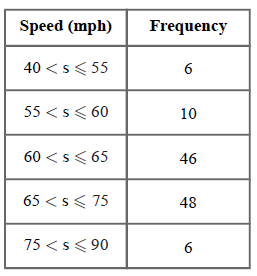 Speed (mph) Frequency
40 < s ⩽ 55 6
55 < s ⩽ 60 10
60 < s ⩽ 65 46
65 < s ⩽ 75 48
75 < s ⩽ 90 6